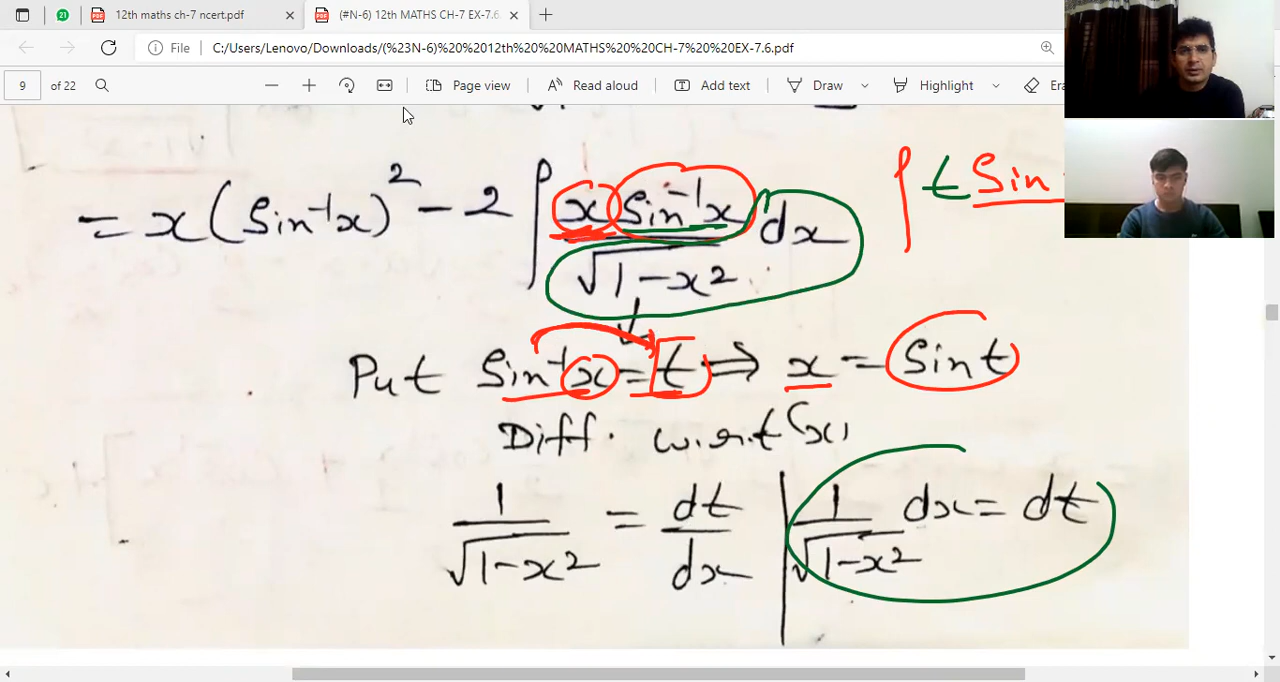 12th maths ch-7 ncert.pdf
(#N-6) 12th MATHS CH-7 EX-7.6.
21
File C:/Users/Lenovo/Downloads/(%23N-6)%20%2012th%20%20MATHS%20%20CH-7%20%20EX-7.6.pdf
9 of 22 Page view Read aloud Add text Draw Highlight Era
= x(Sin⁻¹x)² - 2 ∫ x Sin⁻¹x / √1-x² dx
∫ t Sin
Put Sin⁻¹x = t ⇒ x = Sin t
Diff. w.r.t (x)
1/√1-x² = dt/dx | 1/√1-x² dx = dt